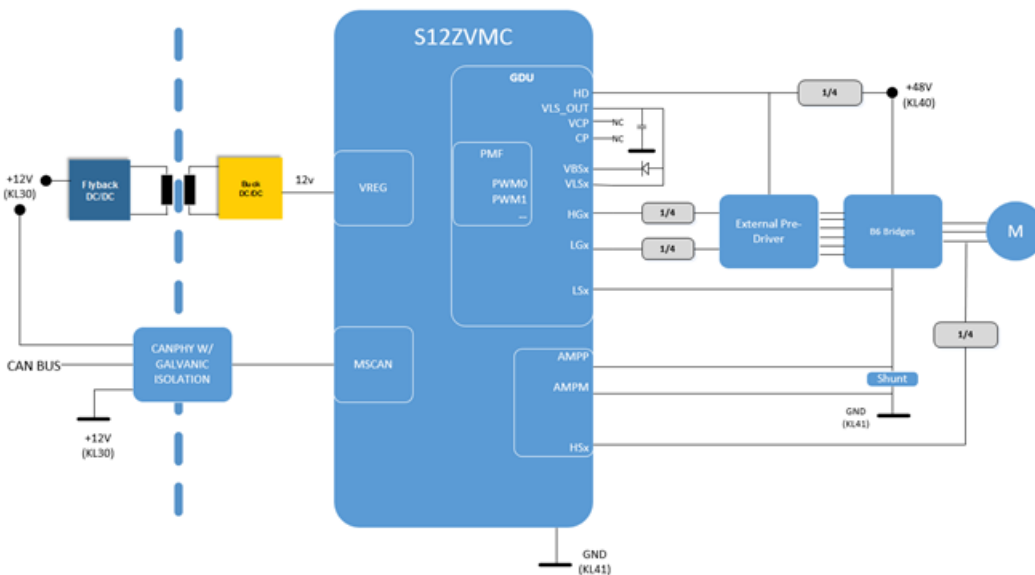 S12ZVMC
GDU
HD
VLS_OUT
VCP
NC
CP
NC
VBSx
VLSx
PMF
PWM0
PWM1
...
HGx
LGx
LSx
1/4
+48V
(KL40)
1/4
1/4
External Pre-
Driver
B6 Bridges
M
1/4
+12V
(KL30)
Flyback
DC/DC
Buck
DC/DC
12v
VREG
CAN BUS
CANPHY W/
GALVANIC
ISOLATION
MSCAN
+12V
(KL30)
AMPP
AMPM
HSx
Shunt
GND
(KL41)
GND
(KL41)